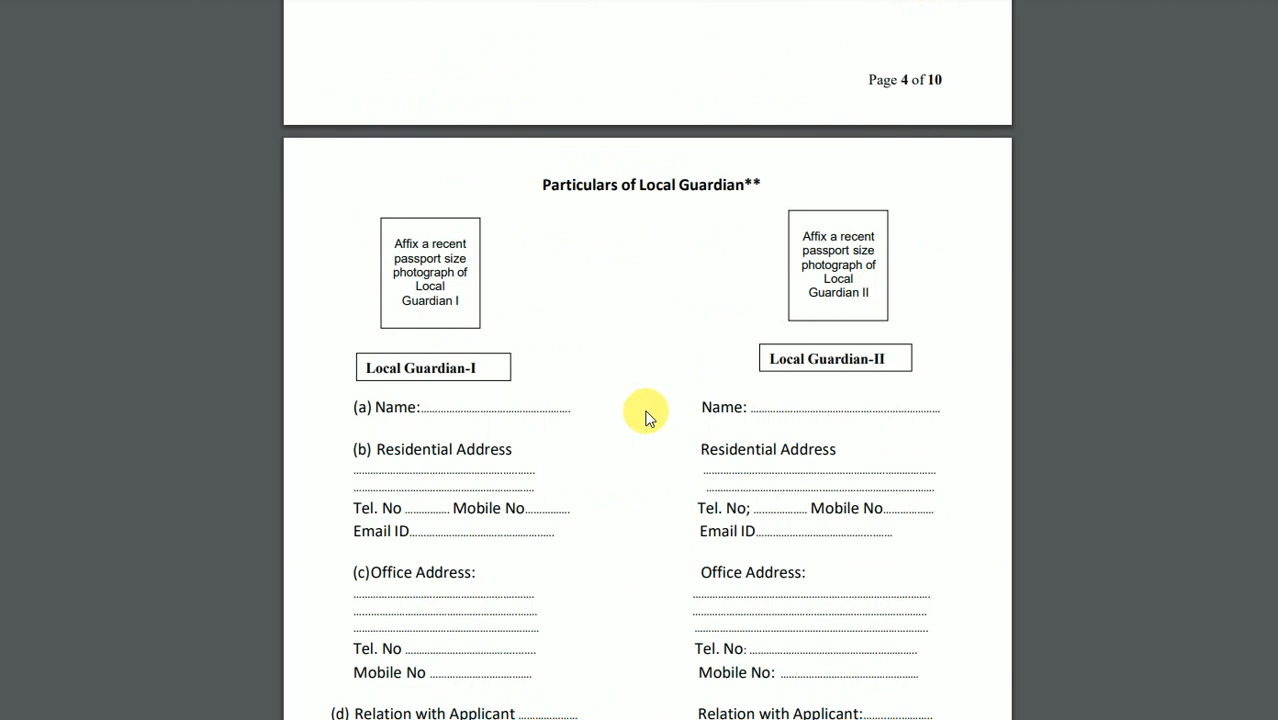 Page 4 of 10
Particulars of Local Guardian**
Affix a recent
passport size
photograph of
Local
Guardian I
Affix a recent
passport size
photograph of
Local
Guardian II
Local Guardian-I
Local Guardian-II
(a) Name:..................................................... Name: ..................................................................
(b) Residential Address Residential Address
................................................................ .................................................................................
................................................................ ................................................................................
Tel. No ............... Mobile No............... Tel. No; .................. Mobile No.................
Email ID.................................................. Email ID................................................
(c)Office Address: Office Address:
................................................................ ...................................................................................
................................................................. ..................................................................................
................................................................. ..................................................................................
Tel. No .............................................. Tel. No: ...........................................................
Mobile No .................................... Mobile No: ................................................
(d) Relation with Applicant ..................... Relation with Applicant:........................